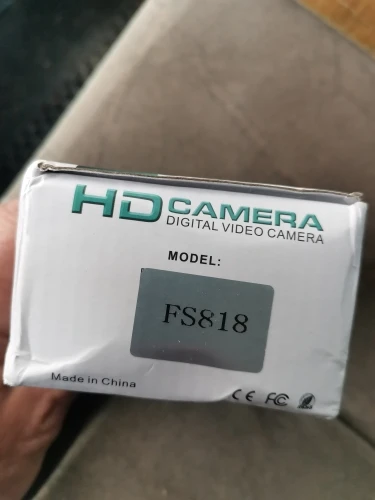 HD CAMERA
DIGITAL VIDEO CAMERA
MODEL:
FS818
Made in China
CE FC